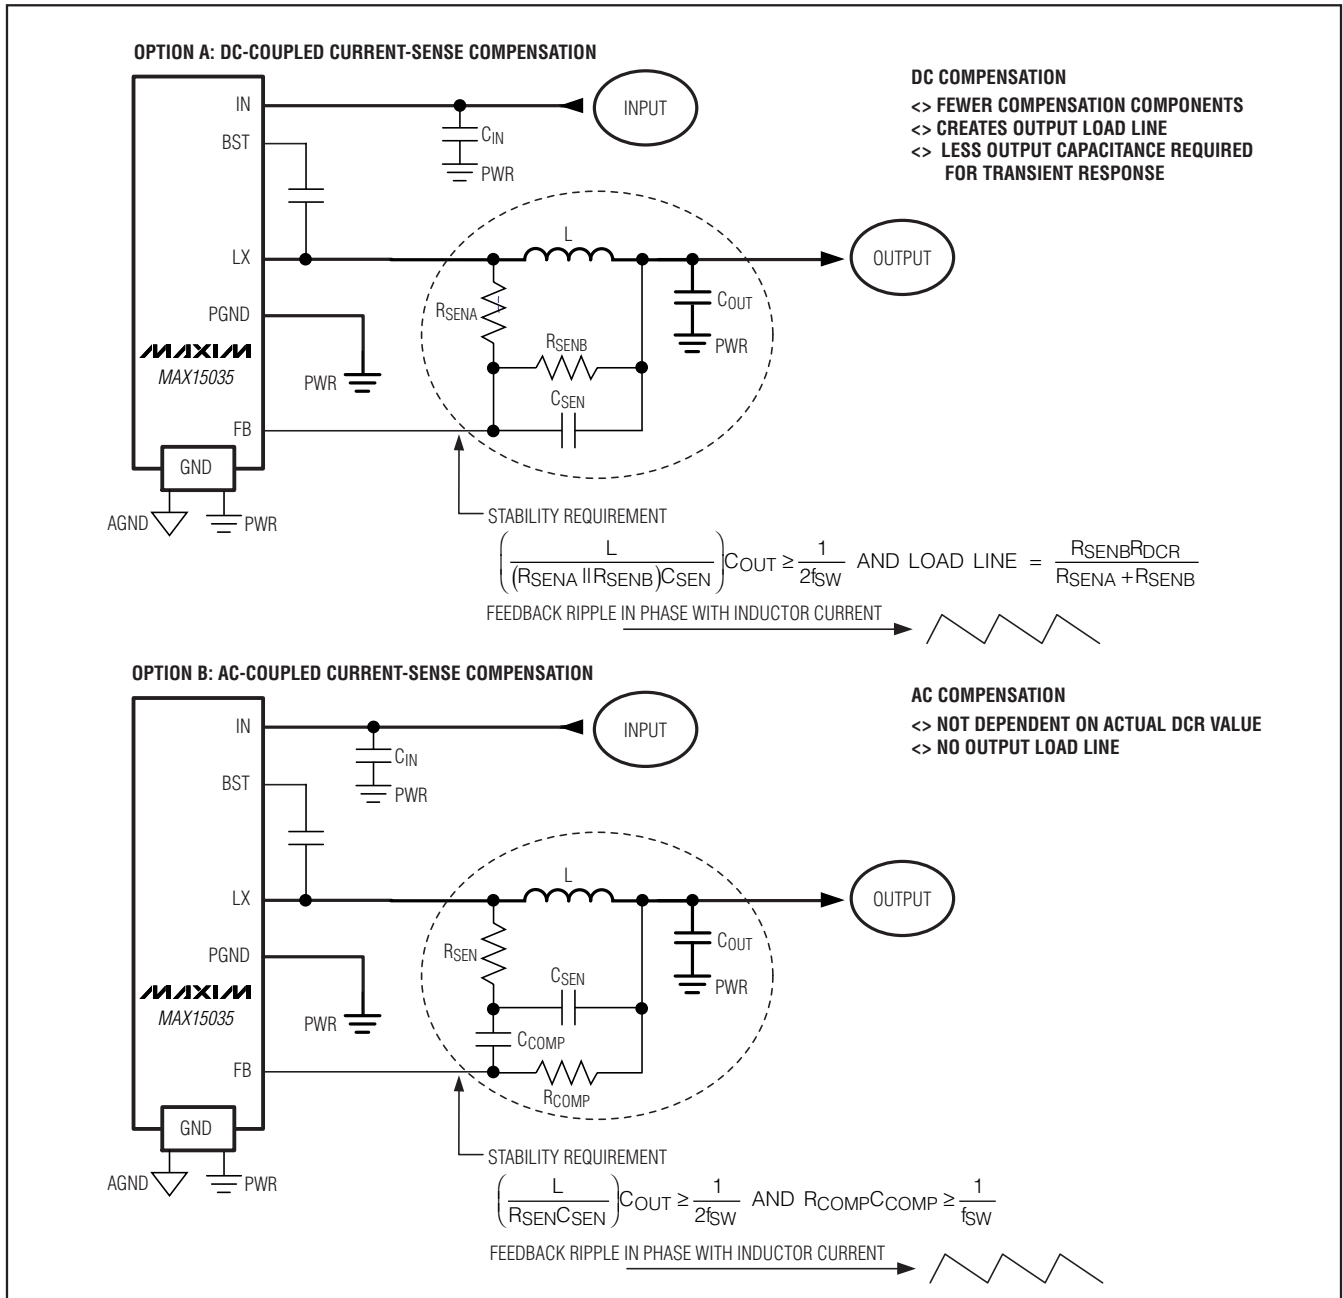 OPTION A: DC-COUPLED CURRENT-SENSE COMPENSATION
DC COMPENSATION
<> FEWER COMPENSATION COMPONENTS
<> CREATES OUTPUT LOAD LINE
<> LESS OUTPUT CAPACITANCE REQUIRED
FOR TRANSIENT RESPONSE
IN
INPUT
CIN
BST
PWR
L
LX
OUTPUT
RSENA
COUT
PGND
RSENB
PWR
MAXIM
MAX15035
PWR
CSEN
FB
GND
AGND
PWR
STABILITY REQUIREMENT
(L / (RSENA II RSENB)CSEN) COUT ≥ 1 / 2fSW AND LOAD LINE = RSENBRDCR / RSENA + RSENB
FEEDBACK RIPPLE IN PHASE WITH INDUCTOR CURRENT
OPTION B: AC-COUPLED CURRENT-SENSE COMPENSATION
AC COMPENSATION
<> NOT DEPENDENT ON ACTUAL DCR VALUE
<> NO OUTPUT LOAD LINE
IN
INPUT
CIN
BST
PWR
L
LX
OUTPUT
RSEN
COUT
PGND
CSEN
PWR
MAXIM
MAX15035
PWR
CCOMP
FB
RCOMP
GND
AGND
PWR
STABILITY REQUIREMENT
(L / RSENCSEN) COUT ≥ 1 / 2fSW AND RCOMPCCOMP ≥ 1 / fSW
FEEDBACK RIPPLE IN PHASE WITH INDUCTOR CURRENT